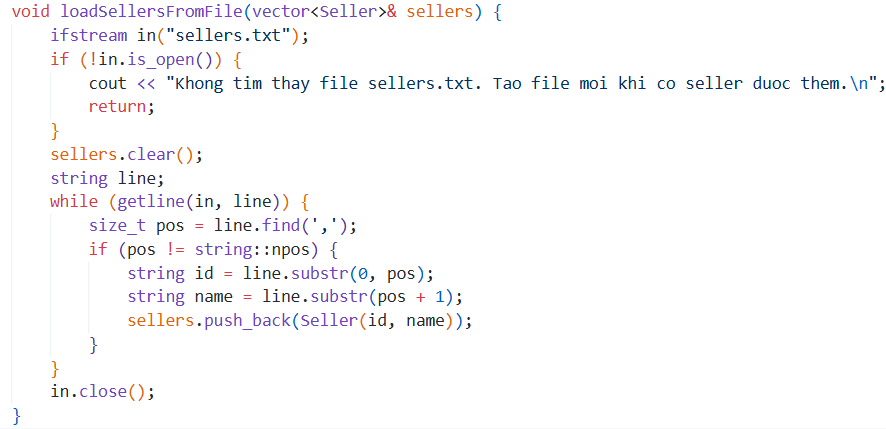 void loadSellersFromFile(vector<Seller>& sellers) {
    ifstream in("sellers.txt");
    if (!in.is_open()) {
        cout << "Khong tim thay file sellers.txt. Tao file moi khi co seller duoc them.\n";
        return;
    }
    sellers.clear();
    string line;
    while (getline(in, line)) {
        size_t pos = line.find(',');
        if (pos != string::npos) {
            string id = line.substr(0, pos);
            string name = line.substr(pos + 1);
            sellers.push_back(Seller(id, name));
        }
    }
    in.close();
}